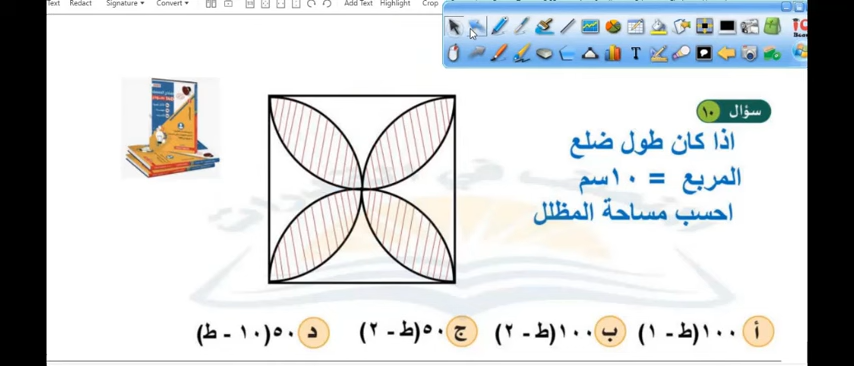 Text Redact Signature Convert Add Text Highlight Crop
سؤال ١٠
اذا كان طول ضلع
المربع = ١٠سم
احسب مساحة المظلل
أ ١٠٠(ط - ١) ب ١٠٠(ط - ٢) ج ٥٠(ط - ٢) د ٥٠(١٠ - ط)